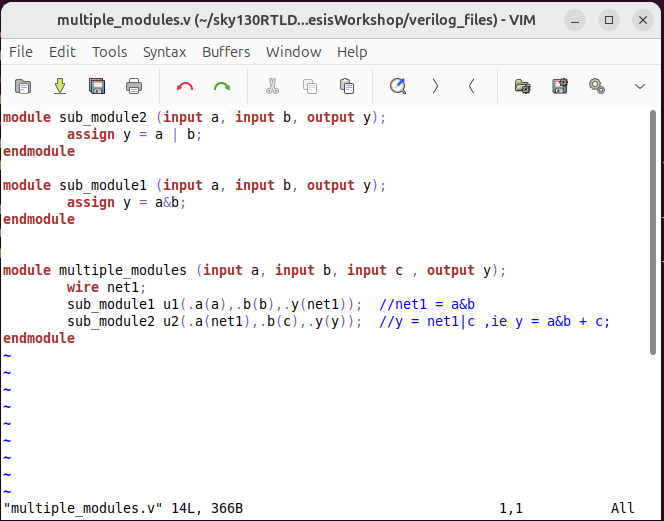 multiple_modules.v (~/sky130RTLD...esisWorkshop/verilog_files) - VIM
File Edit Tools Syntax Buffers Window Help
module sub_module2 (input a, input b, output y);
        assign y = a | b;
endmodule
module sub_module1 (input a, input b, output y);
        assign y = a&b;
endmodule
module multiple_modules (input a, input b, input c , output y);
        wire net1;
        sub_module1 u1(.a(a),.b(b),.y(net1));  //net1 = a&b
        sub_module2 u2(.a(net1),.b(c),.y(y));  //y = net1|c ,ie y = a&b + c;
endmodule
~
~
~
~
~
~
~
~
~
"multiple_modules.v" 14L, 366B 1,1 All